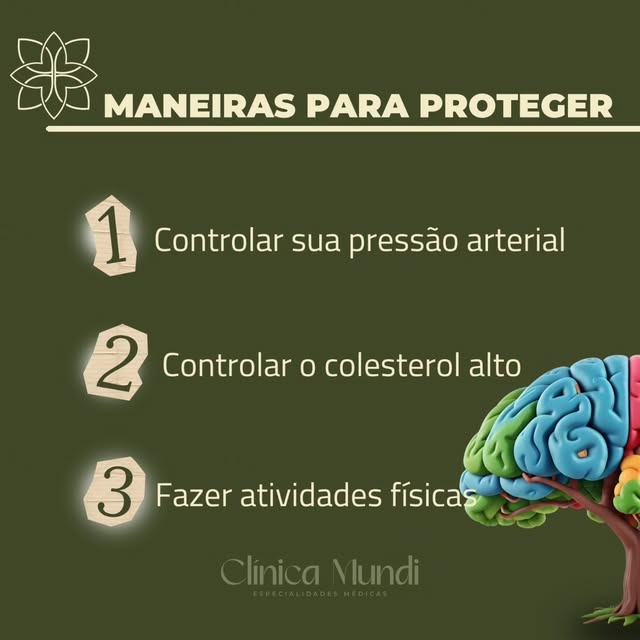 MANEIRAS PARA PROTEGER
1 Controlar sua pressão arterial
2 Controlar o colesterol alto
3 Fazer atividades físicas
Clínica Mundi
ESPECIALIDADES MÉDICAS